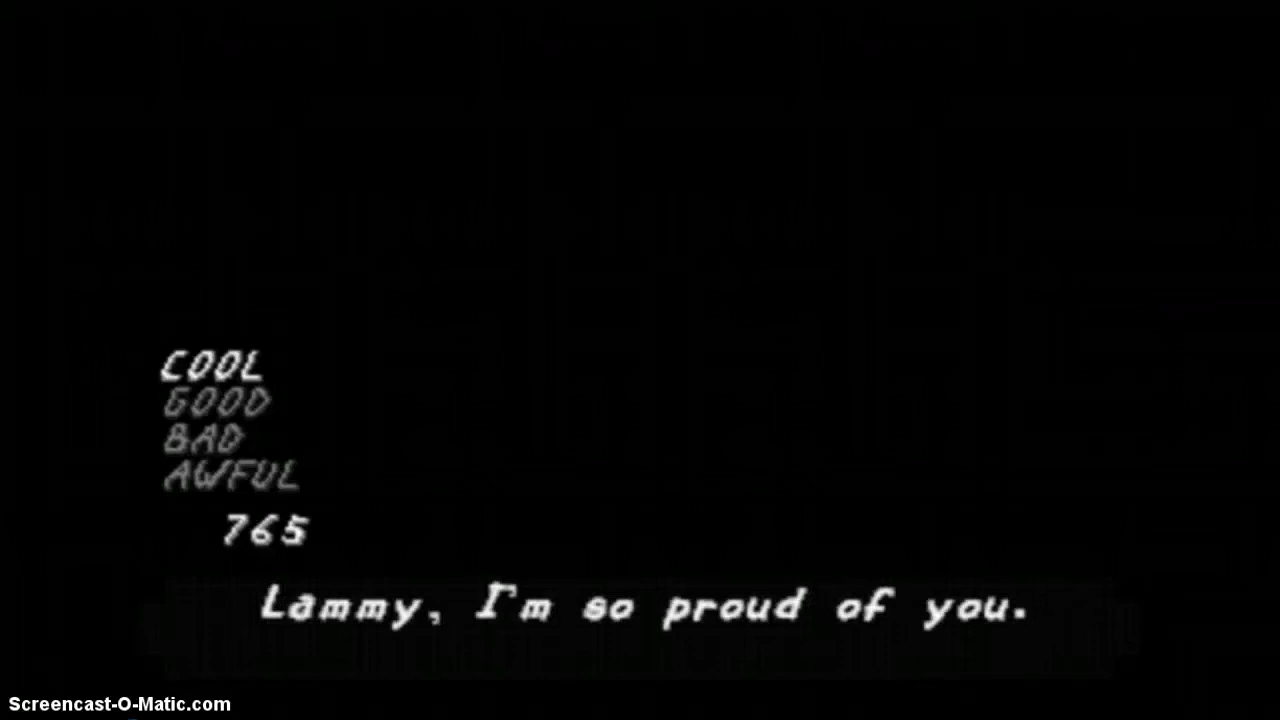 COOL
GOOD
BAD
AWFUL
765
Lammy, I'm so proud of you.
Screencast-O-Matic.com